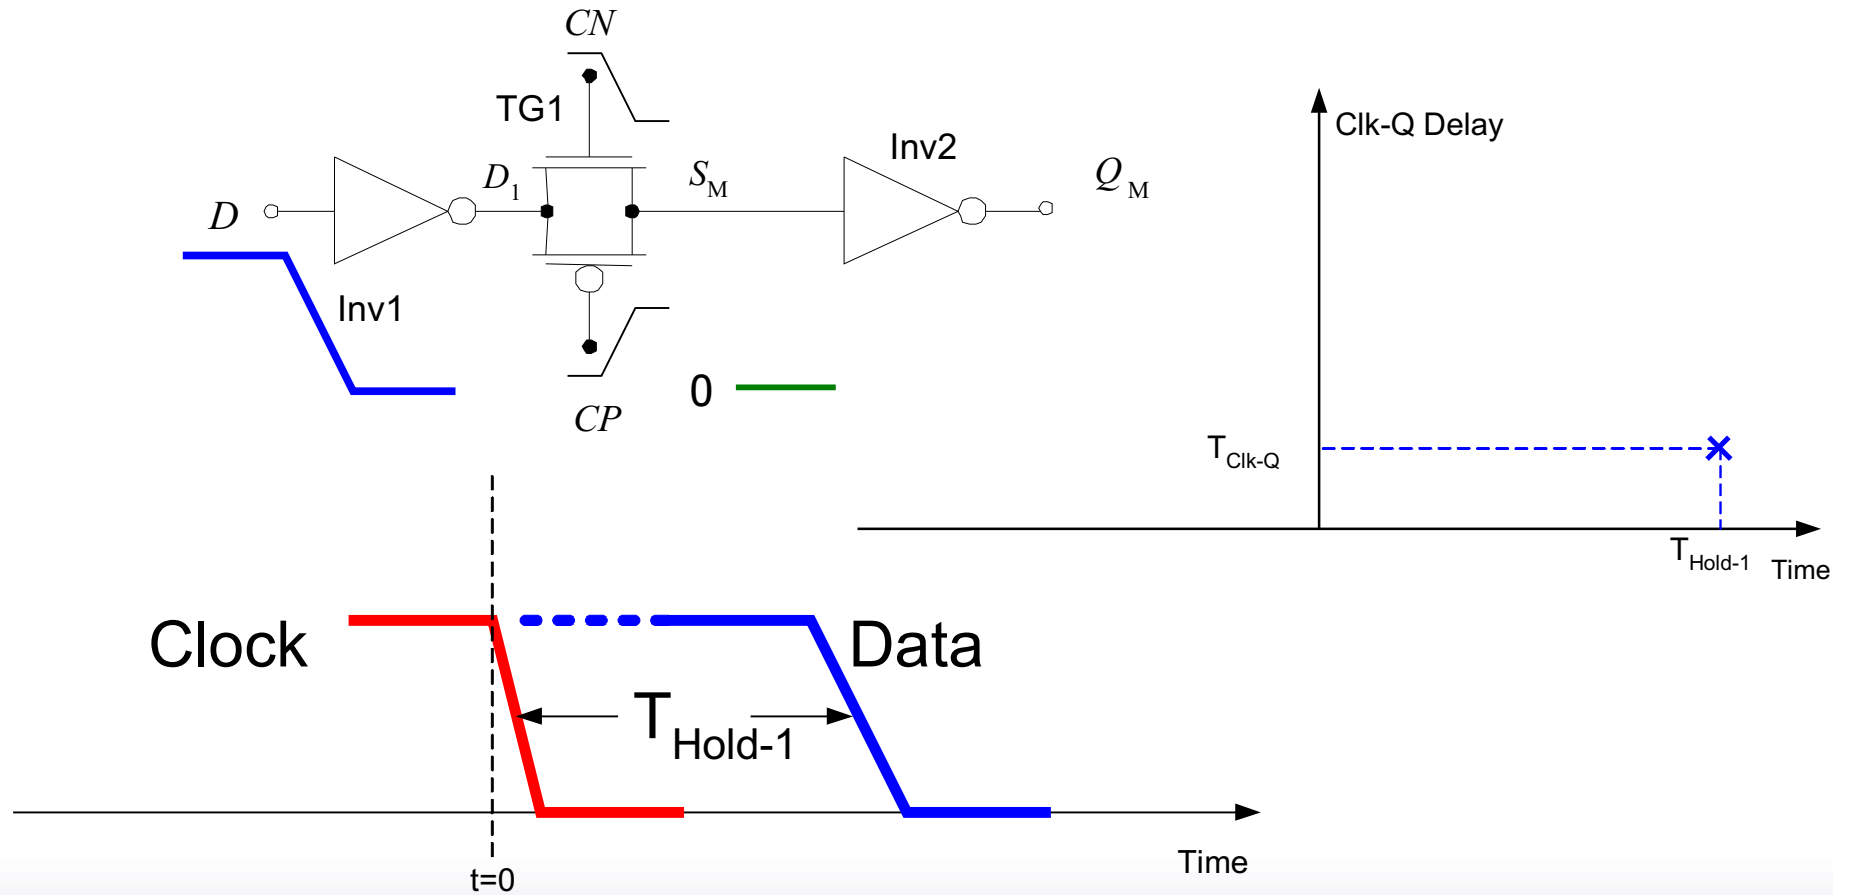 CN
TG1
Inv2
D
D1
SM
QM
Inv1
0
CP
Clk-Q Delay
TClk-Q
THold-1
Time
Clock
Data
THold-1
Time
t=0